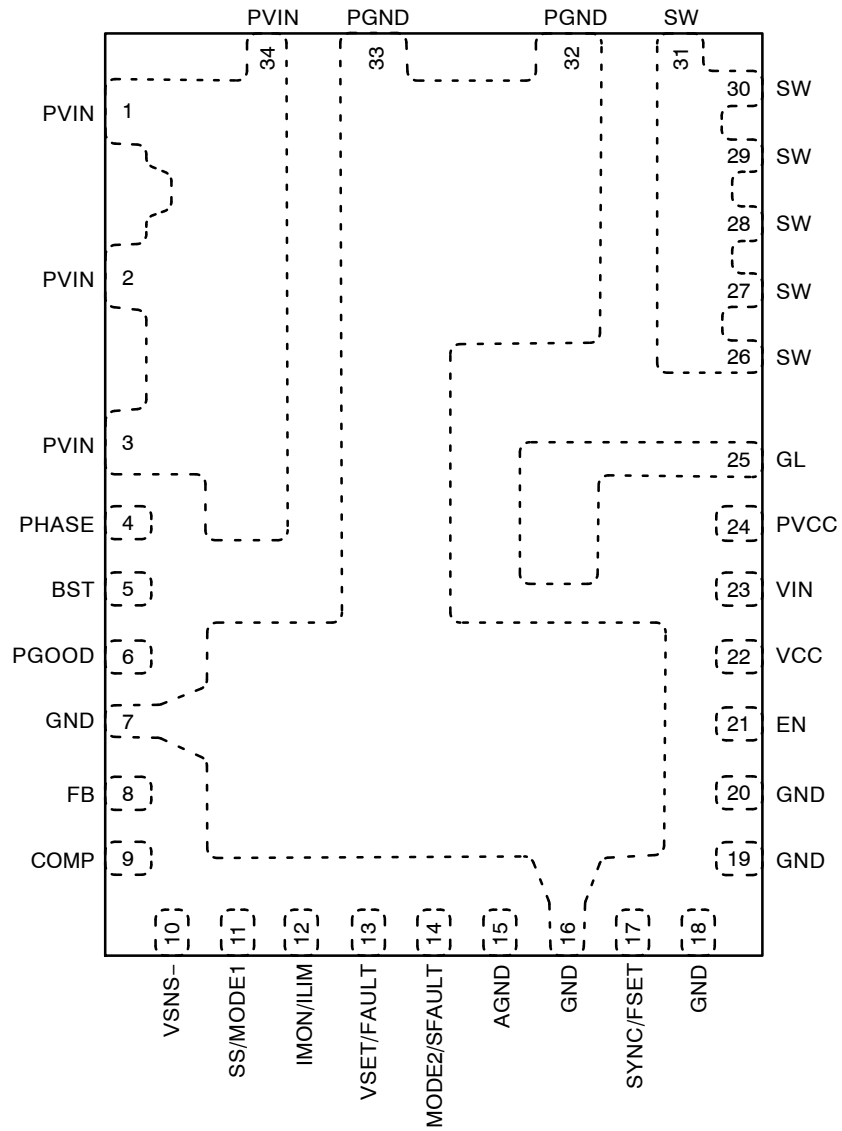 PVIN PGND PGND SW
34 33 32 31
PVIN 1
30 SW
29 SW
28 SW
PVIN 2
27 SW
26 SW
PVIN 3
25 GL
PHASE 4
24 PVCC
BST 5
23 VIN
PGOOD 6
22 VCC
GND 7
21 EN
FB 8
20 GND
COMP 9
19 GND
10 11 12 13 14 15 16 17 18
VSNS−
SS/MODE1
IMON/ILIM
VSET/FAULT
MODE2/SFAULT
AGND
GND
SYNC/FSET
GND